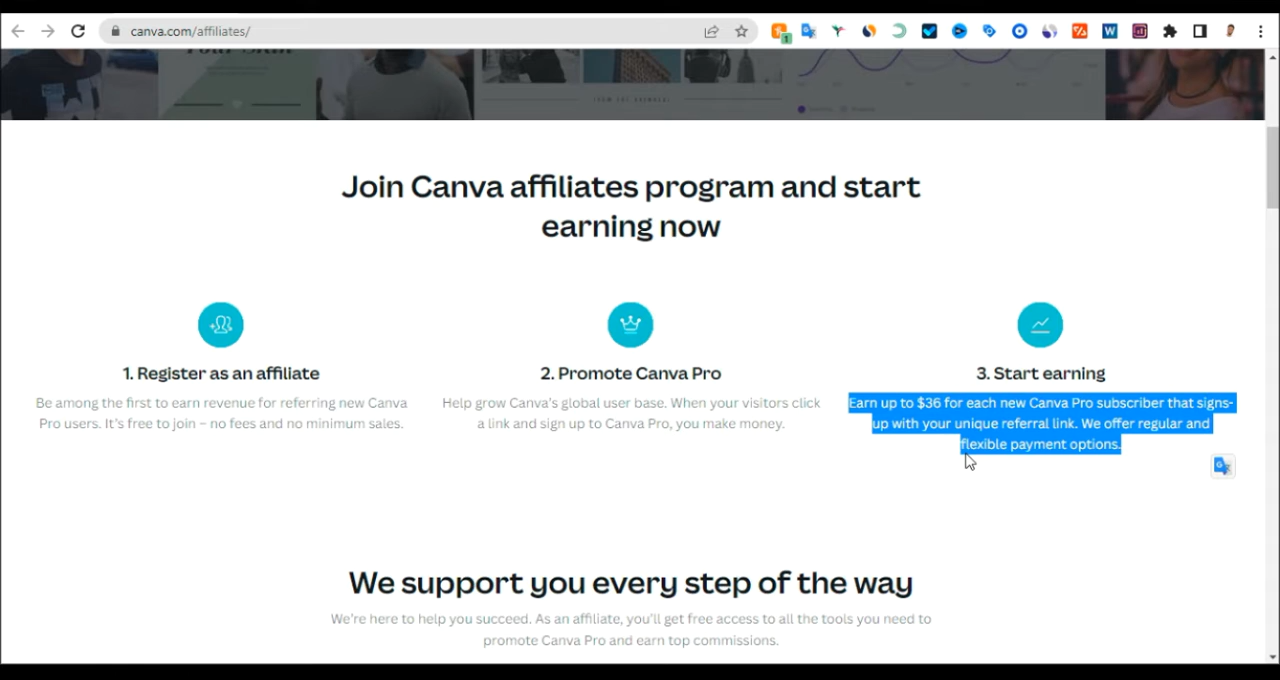 canva.com/affiliates/
1
Join Canva affiliates program and start
earning now
1. Register as an affiliate
Be among the first to earn revenue for referring new Canva
Pro users. It's free to join – no fees and no minimum sales.
2. Promote Canva Pro
Help grow Canva's global user base. When your visitors click
a link and sign up to Canva Pro, you make money.
3. Start earning
Earn up to $36 for each new Canva Pro subscriber that signs-
up with your unique referral link. We offer regular and
flexible payment options.
We support you every step of the way
We're here to help you succeed. As an affiliate, you'll get free access to all the tools you need to
promote Canva Pro and earn top commissions.